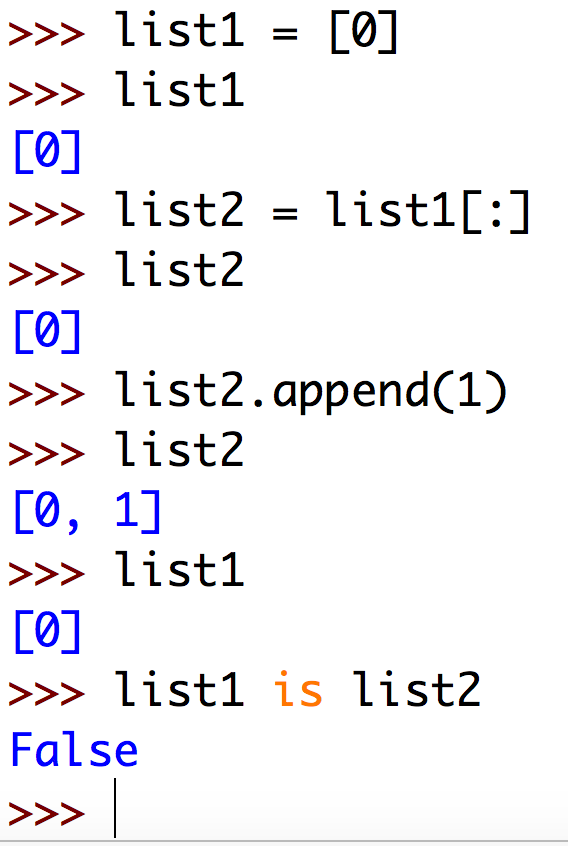 >>> list1 = [0]
>>> list1
[0]
>>> list2 = list1[:]
>>> list2
[0]
>>> list2.append(1)
>>> list2
[0, 1]
>>> list1
[0]
>>> list1 is list2
False
>>>